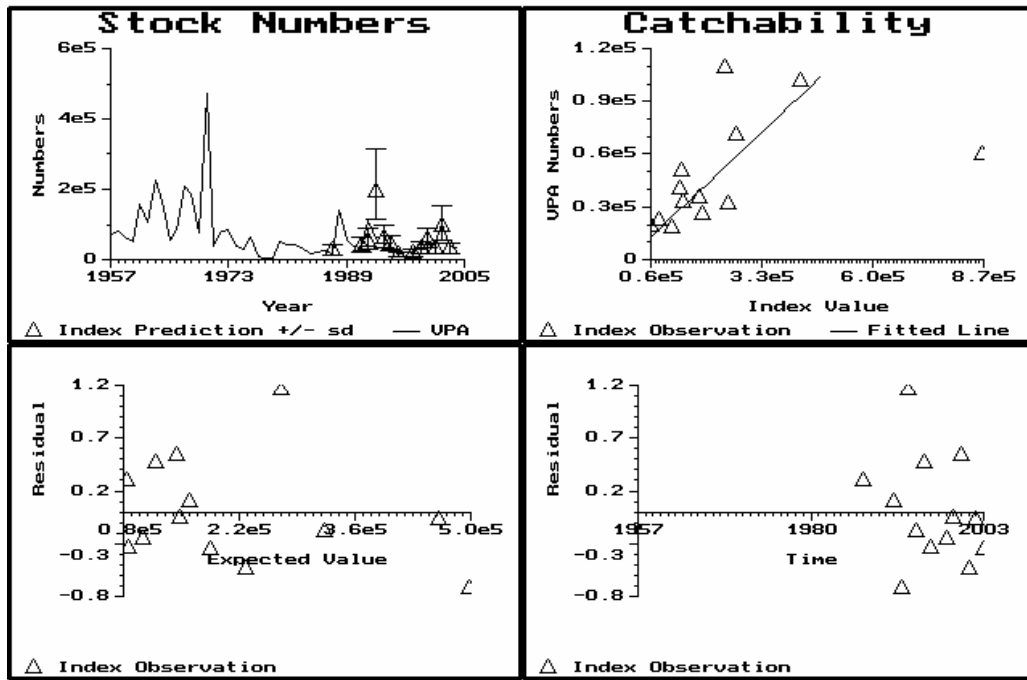 Stock Numbers
6e5
4e5
2e5
0
Numbers
1957 1973 1989 2005
Year
△ Index Prediction +/- sd — VPA
Catchability
1.2e5
0.9e5
0.6e5
0.3e5
0
VPA Numbers
0.6e5 3.3e5 6.0e5 8.7e5
Index Value
△ Index Observation — Fitted Line
1.2
0.7
0.2
-0.3
-0.8
Residual
0.8e5 2.2e5 3.6e5 5.0e5
Expected Value
△ Index Observation
1.2
0.7
0.2
-0.3
-0.8
Residual
1957 1980 2003
Time
△ Index Observation